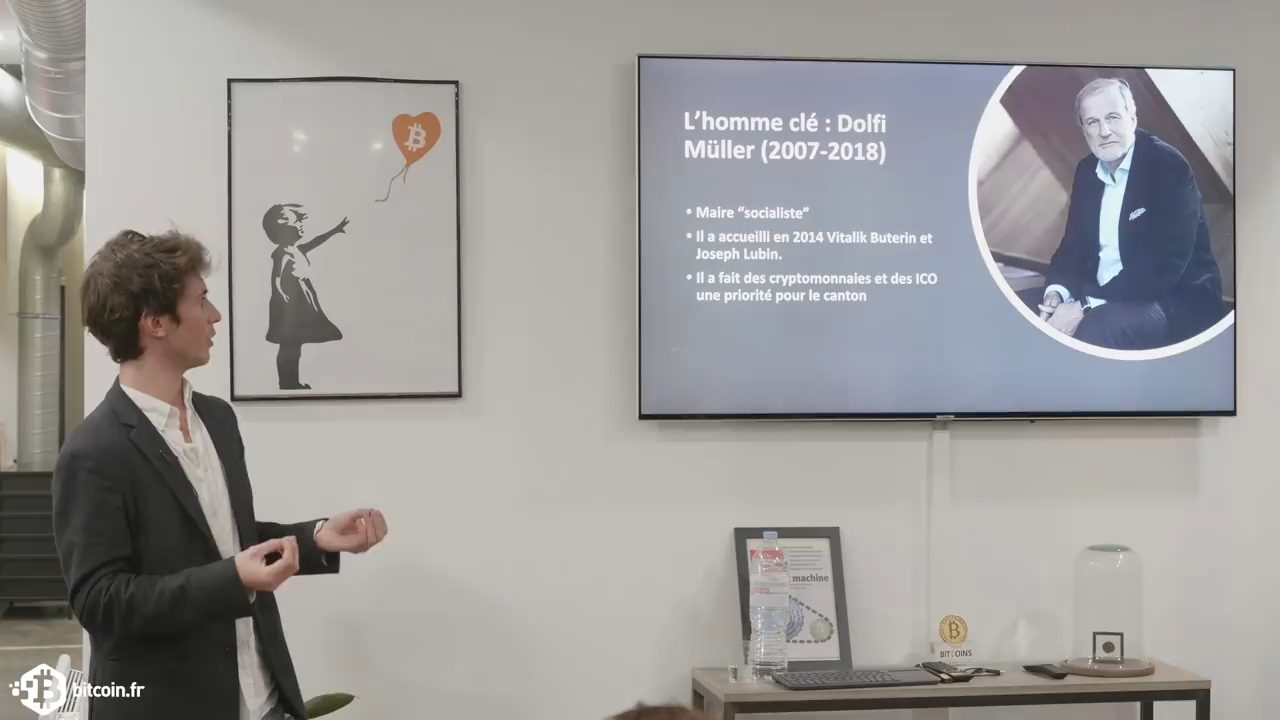 L'homme clé : Dolfi
Müller (2007-2018)
• Maire “socialiste”
• Il a accueilli en 2014 Vitalik Buterin et
Joseph Lubin.
• Il a fait des cryptomonnaies et des ICO
une priorité pour le canton
machine
BITCOINS
bitcoin.fr